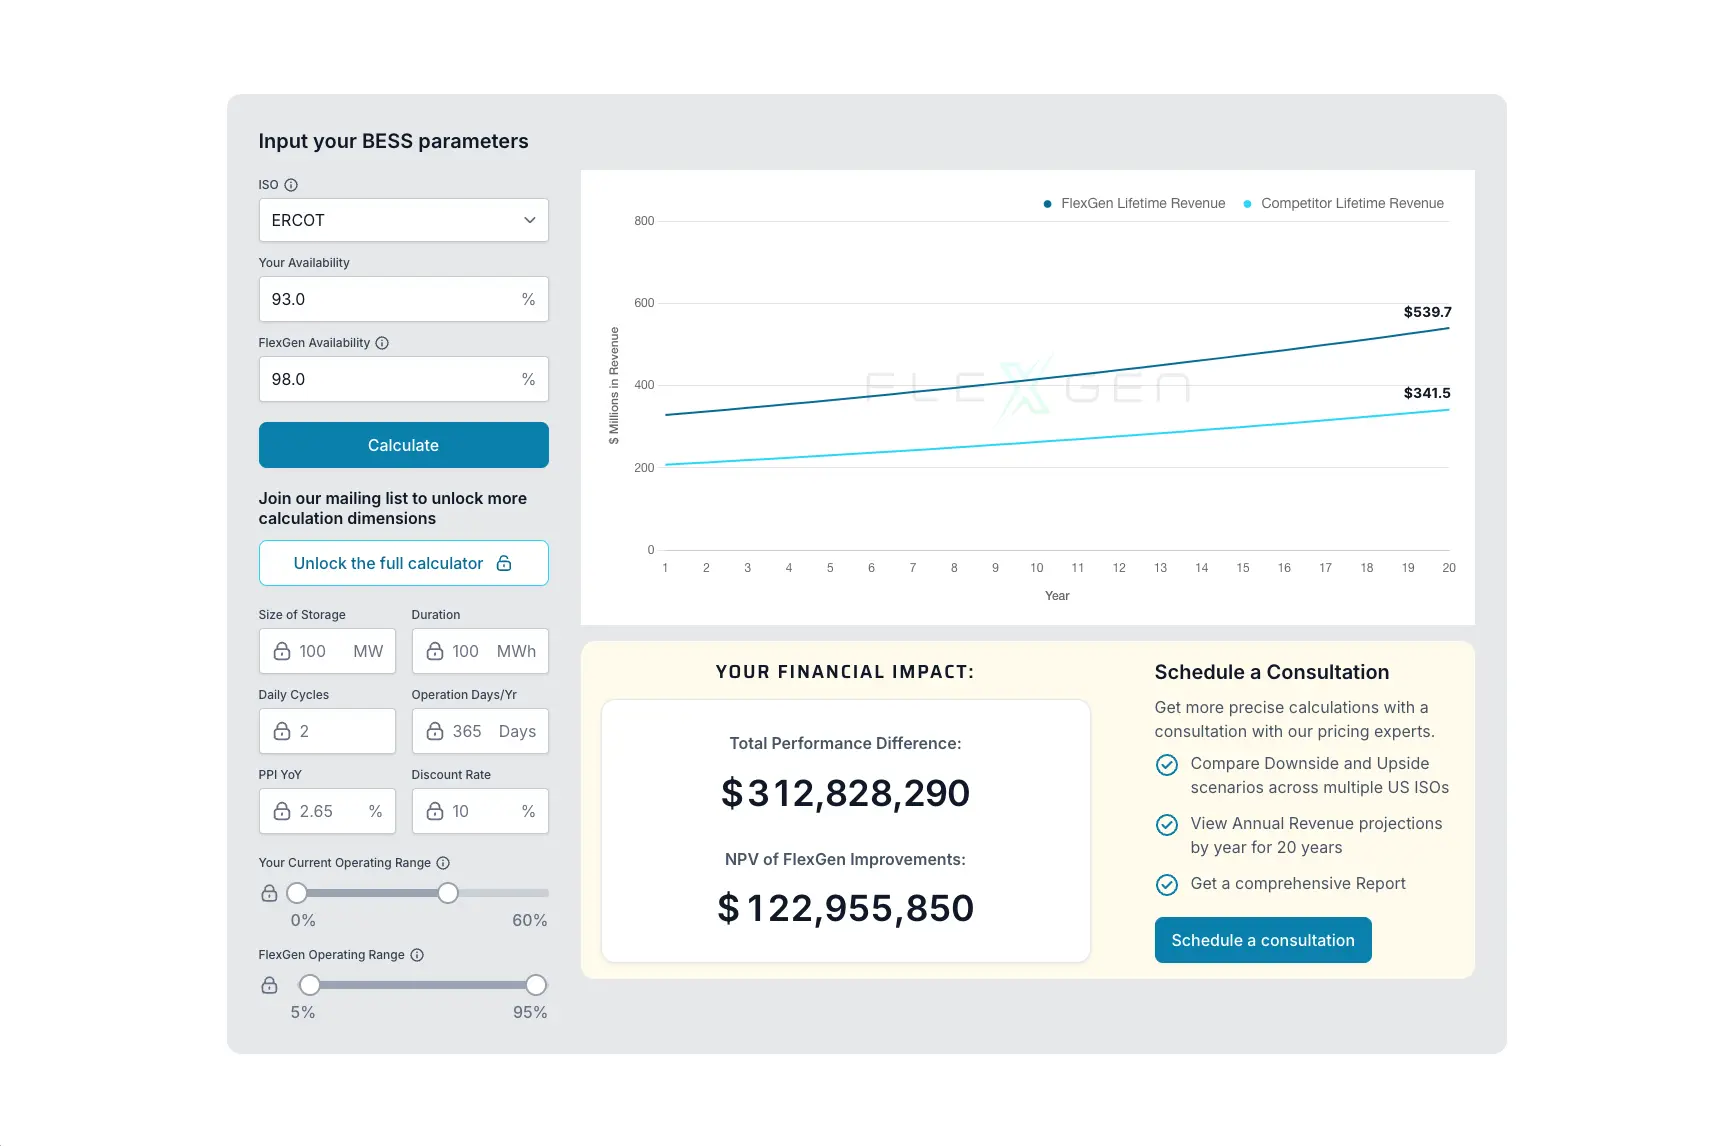 Input your BESS parameters
ISO
ERCOT
Your Availability
93.0 %
FlexGen Availability
98.0 %
Calculate
Join our mailing list to unlock more
calculation dimensions
Unlock the full calculator
Size of Storage Duration
100 MW 100 MWh
Daily Cycles Operation Days/Yr
2 365 Days
PPI YoY Discount Rate
2.65 % 10 %
Your Current Operating Range
0% 60%
FlexGen Operating Range
5% 95%
FlexGen Lifetime Revenue Competitor Lifetime Revenue
800
600
400
200
0
$ Millions in Revenue
$539.7
$341.5
FLEXGEN
1 2 3 4 5 6 7 8 9 10 11 12 13 14 15 16 17 18 19 20
Year
YOUR FINANCIAL IMPACT:
Total Performance Difference:
$312,828,290
NPV of FlexGen Improvements:
$122,955,850
Schedule a Consultation
Get more precise calculations with a
consultation with our pricing experts.
Compare Downside and Upside
scenarios across multiple US ISOs
View Annual Revenue projections
by year for 20 years
Get a comprehensive Report
Schedule a consultation